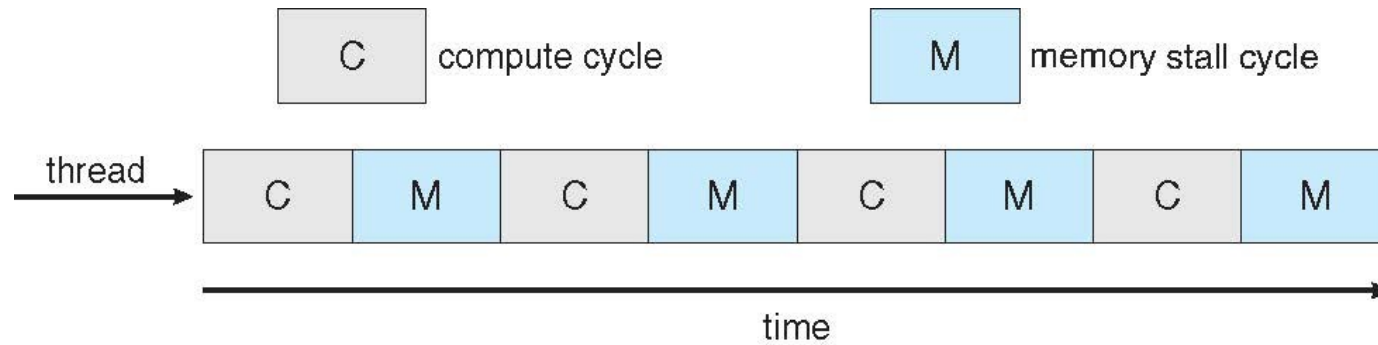 C compute cycle M memory stall cycle
thread
C M C M C M C M
time